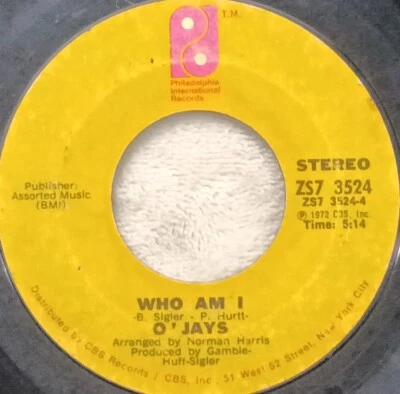 T.M.
Philadelphia
International
Records
STEREO
Publisher:
Assorted Music
(BMI)
ZS7 3524
ZS7 3524-4
Ⓟ 1972 CBS, Inc.
Time: 5:14
WHO AM I
-B. Sigler - P. Hurtt-
O'JAYS
Arranged by Norman Harris
Produced by Gamble-
Huff-Sigler
Distributed by CBS Records / CBS, Inc., 51 West 52 Street, New York City